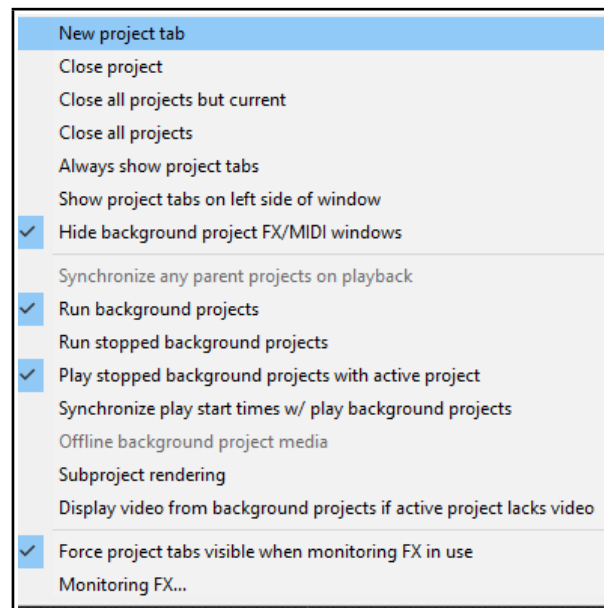 New project tab
Close project
Close all projects but current
Close all projects
Always show project tabs
Show project tabs on left side of window
Hide background project FX/MIDI windows
Synchronize any parent projects on playback
Run background projects
Run stopped background projects
Play stopped background projects with active project
Synchronize play start times w/ play background projects
Offline background project media
Subproject rendering
Display video from background projects if active project lacks video
Force project tabs visible when monitoring FX in use
Monitoring FX...